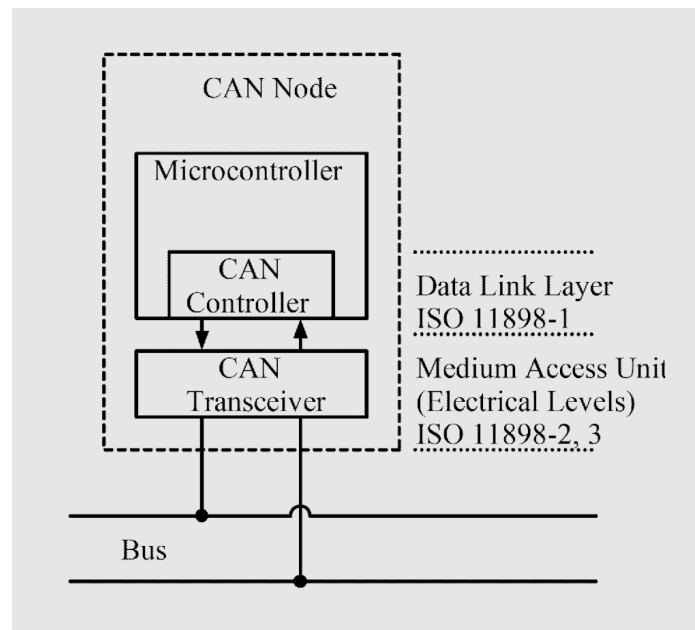 CAN Node
Microcontroller
CAN
Controller
Data Link Layer
ISO 11898-1
CAN
Transceiver
Medium Access Unit
(Electrical Levels)
ISO 11898-2, 3
Bus